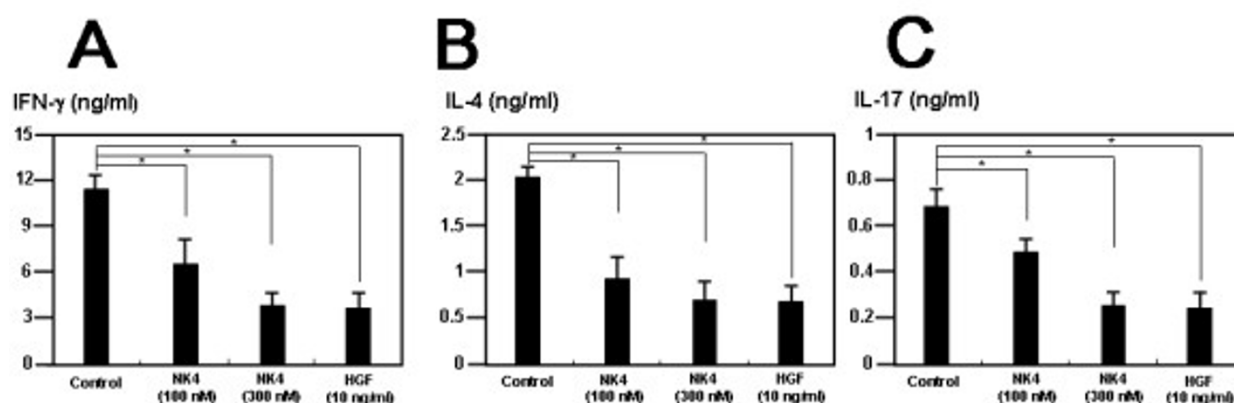 A
IFN-γ (ng/ml)
15
12
9
6
3
0
*
*
*
Control
NK4
(100 nM)
NK4
(300 nM)
HGF
(10 ng/ml)
B
IL-4 (ng/ml)
2.5
2
1.5
1
0.5
0
*
*
*
Control
NK4
(100 nM)
NK4
(300 nM)
HGF
(10 ng/ml)
C
IL-17 (ng/ml)
1
0.8
0.6
0.4
0.2
0
*
*
*
Control
NK4
(100 nM)
NK4
(300 nM)
HGF
(10 ng/ml)